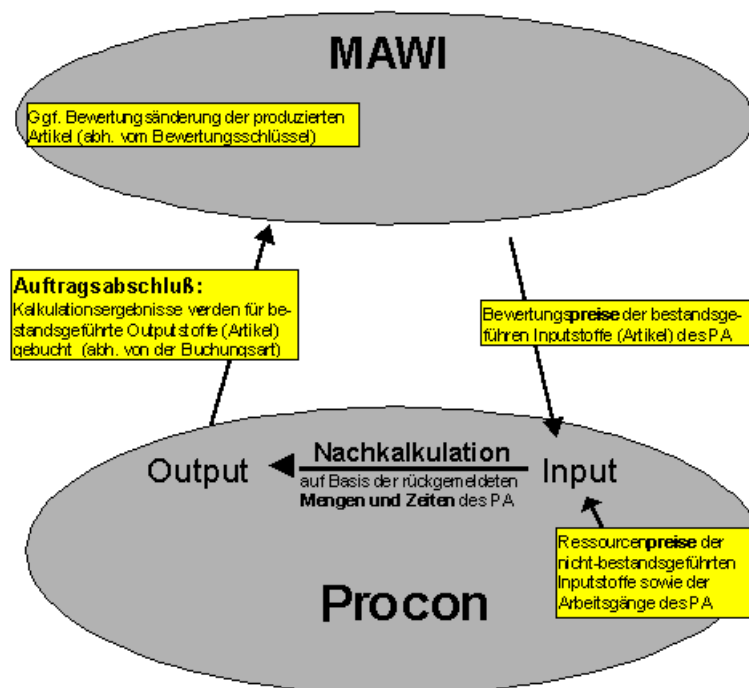 MAWI
Ggf. Bewertungsänderung der produzierten
Artikel (abh. vom Bewertungsschlüssel)
Auftragsabschluß:
Kalkulationsergebnisse werden für be-
standsgeführte Outputstoffe (Artikel)
gebucht (abh. von der Buchungsart)
Bewertungspreise der bestandsge-
führen Inputstoffe (Artikel) des PA
Output
Nachkalkulation
auf Basis der rückgemeldeten
Mengen und Zeiten des PA
Input
Ressourcenpreise der
nicht-bestandsgeführten
Inputstoffe sowie der
Arbeitsgänge des PA
Procon